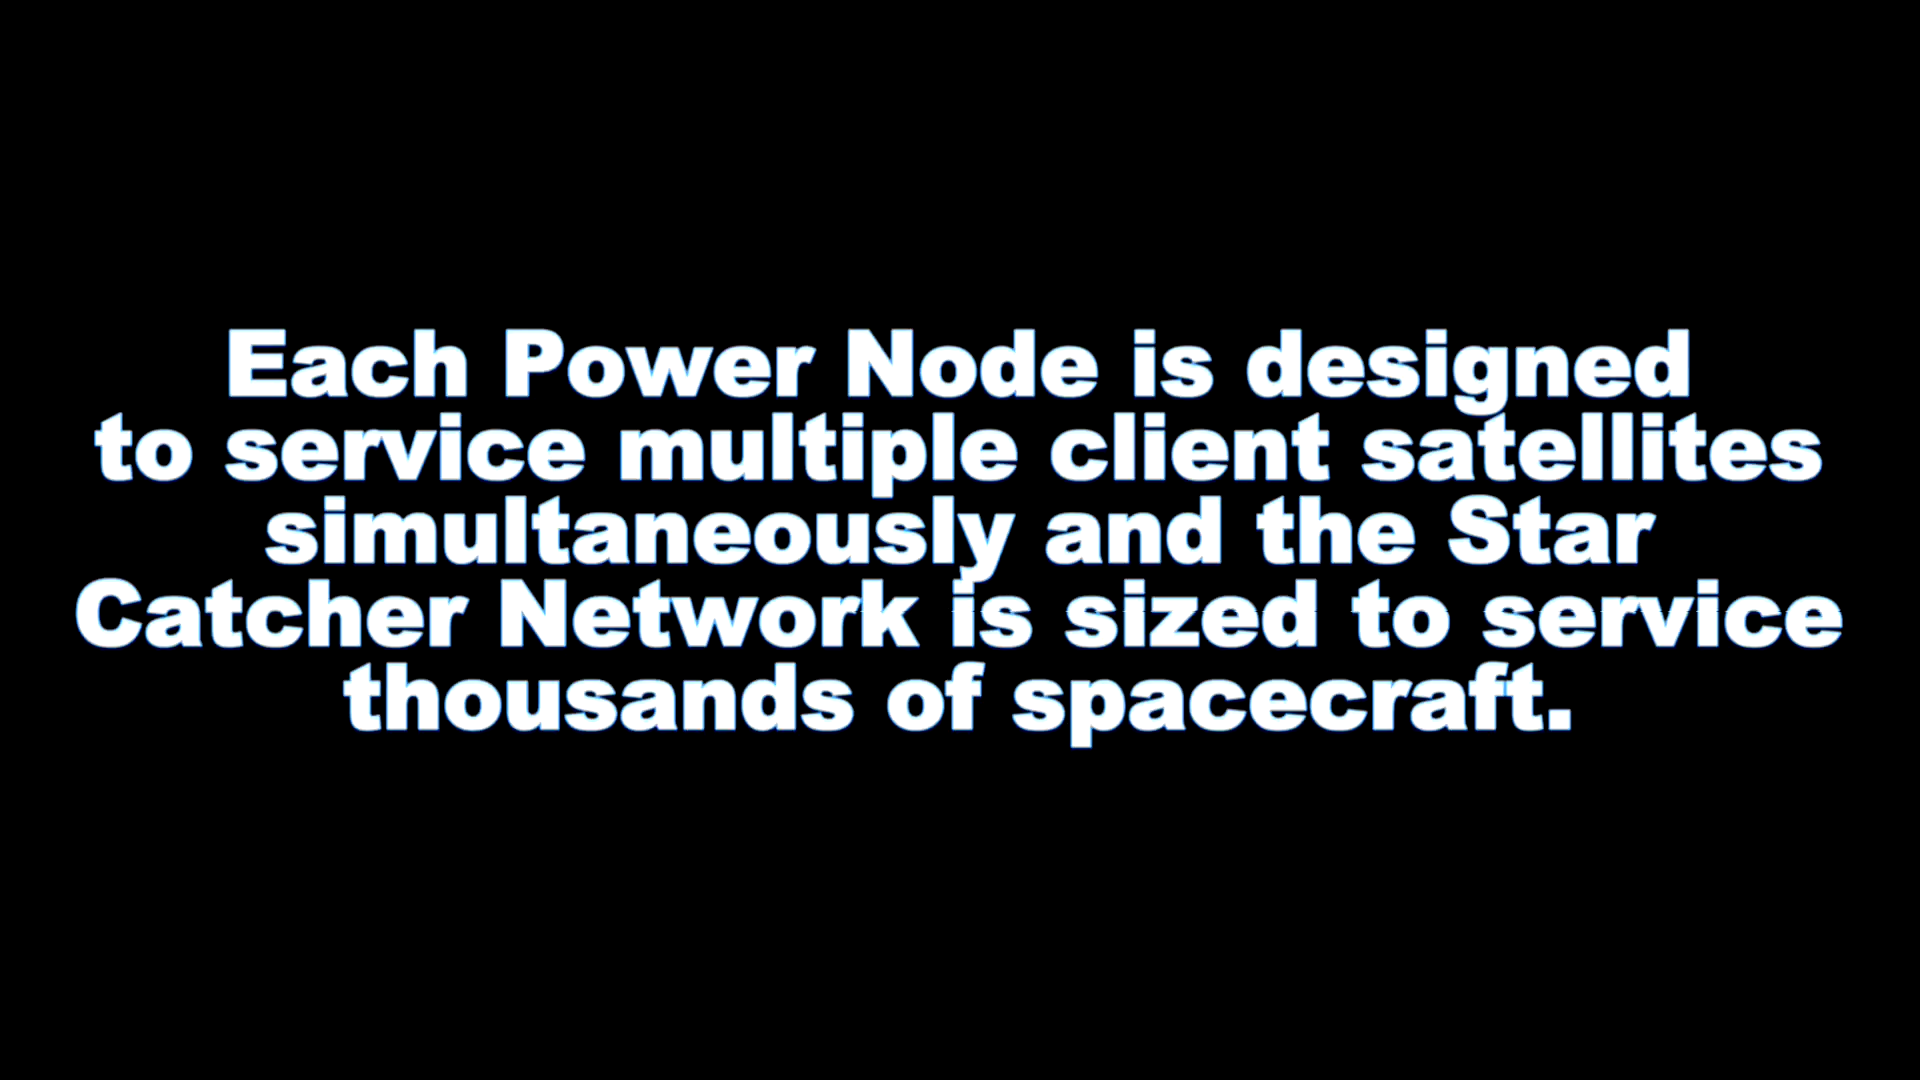 Each Power Node is designed
to service multiple client satellites
simultaneously and the Star
Catcher Network is sized to service
thousands of spacecraft.